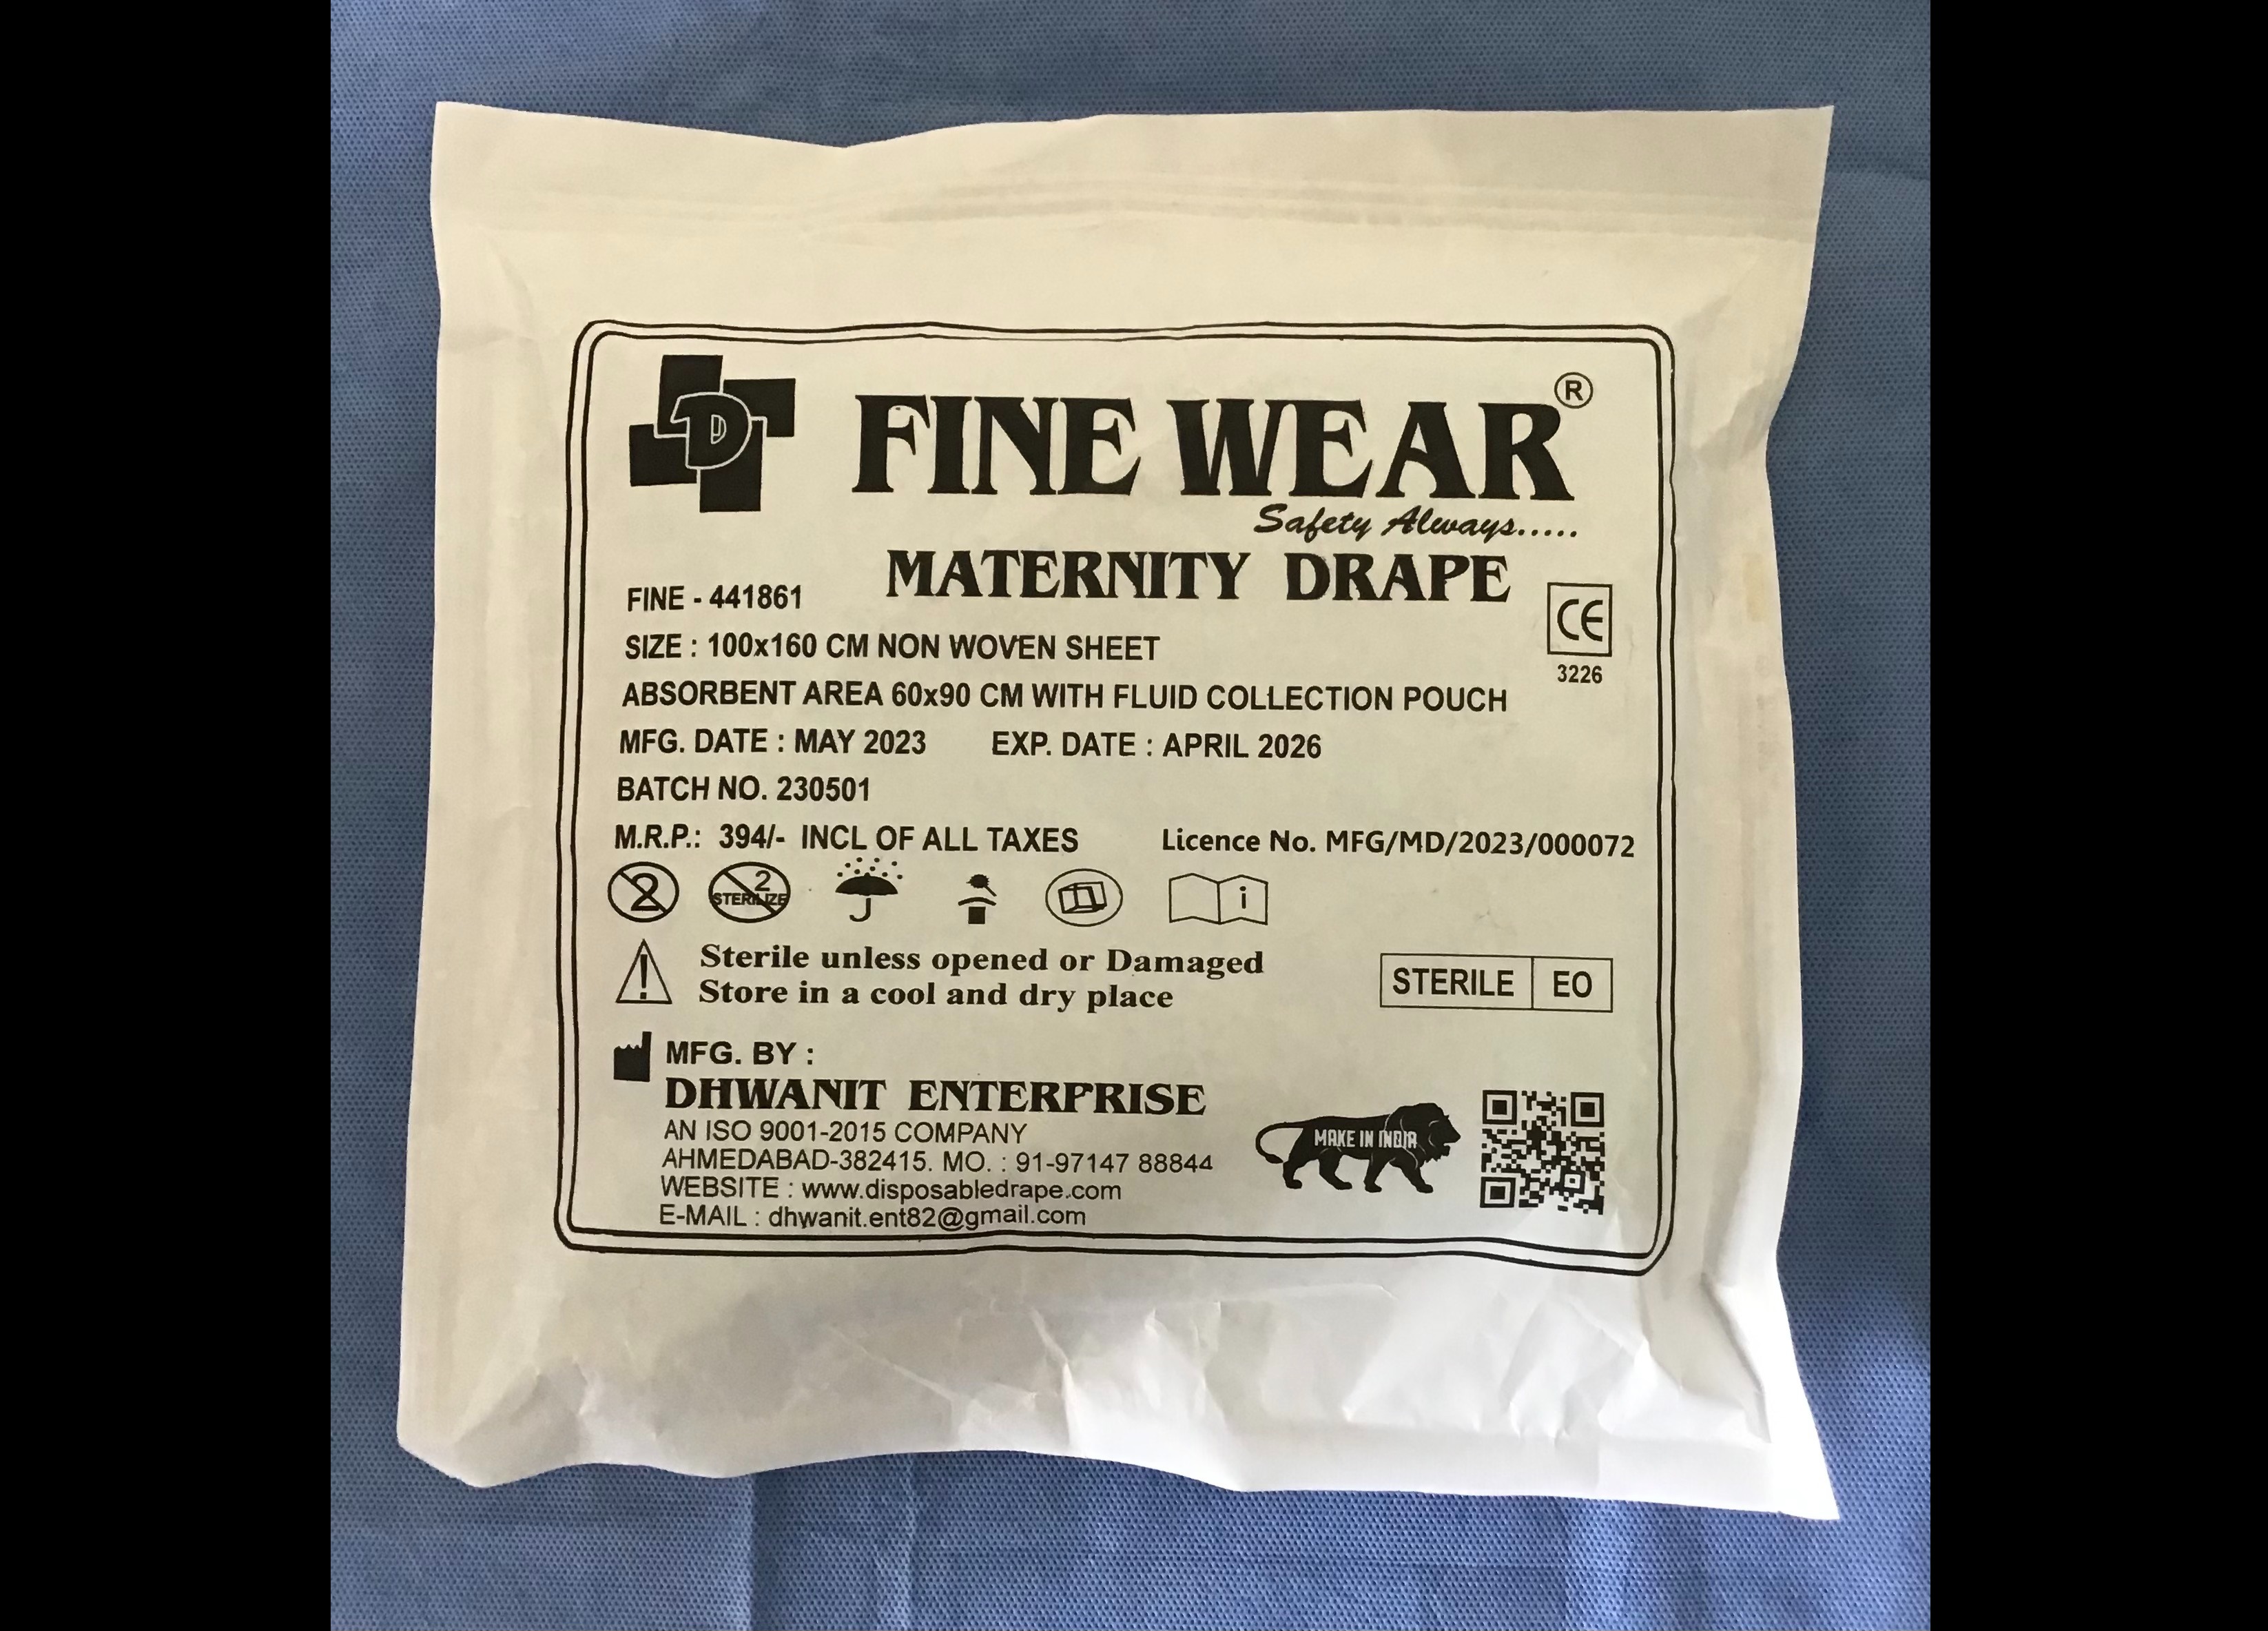 D
FINE WEAR®
Safety Always.....
MATERNITY DRAPE
FINE - 441861
CE
3226
SIZE : 100x160 CM NON WOVEN SHEET
ABSORBENT AREA 60x90 CM WITH FLUID COLLECTION POUCH
MFG. DATE : MAY 2023 EXP. DATE : APRIL 2026
BATCH NO. 230501
M.R.P.: 394/- INCL OF ALL TAXES Licence No. MFG/MD/2023/000072
2
2
STERILIZE
i
!
Sterile unless opened or Damaged
Store in a cool and dry place
STERILE EO
MFG. BY :
DHWANIT ENTERPRISE
AN ISO 9001-2015 COMPANY
AHMEDABAD-382415. MO. : 91-97147 88844
WEBSITE : www.disposabledrape.com
E-MAIL : dhwanit.ent82@gmail.com
MAKE IN INDIA